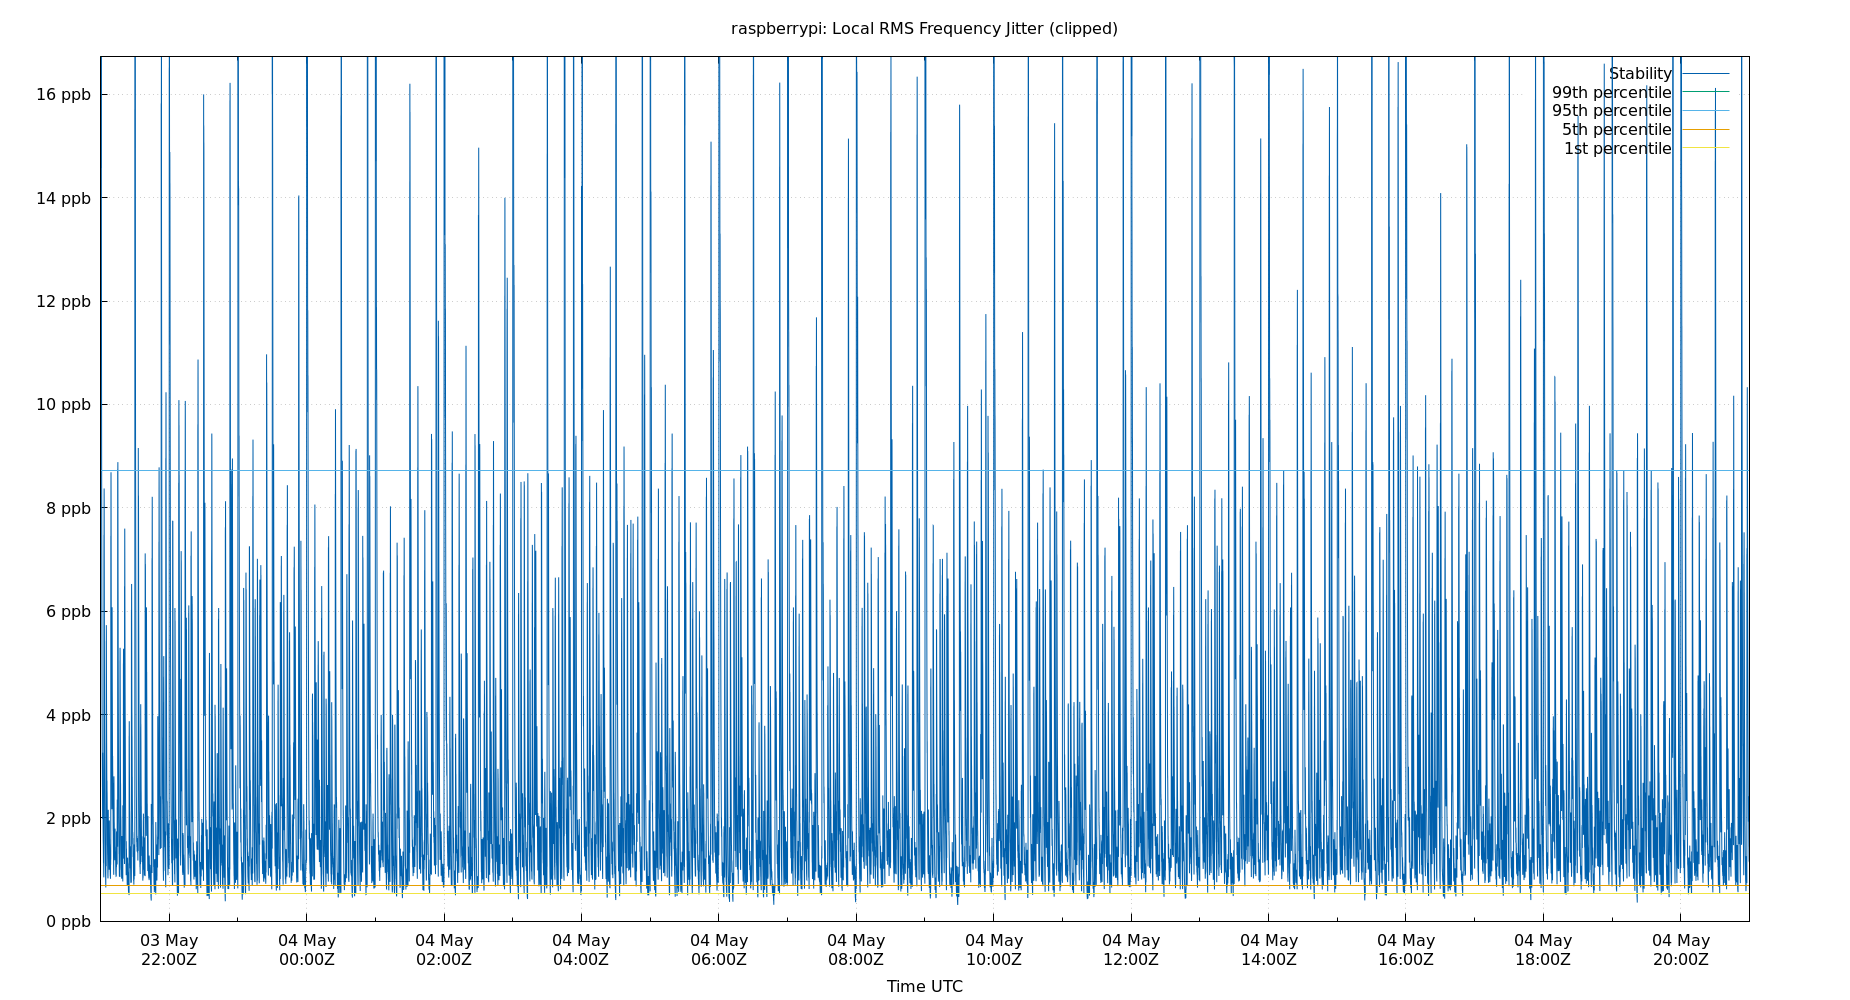 raspberrypi: Local RMS Frequency Jitter (clipped)
Stability
99th percentile
95th percentile
5th percentile
1st percentile
16 ppb
14 ppb
12 ppb
10 ppb
8 ppb
6 ppb
4 ppb
2 ppb
0 ppb
03 May 04 May 04 May 04 May 04 May 04 May 04 May 04 May 04 May 04 May 04 May 04 May
22:00Z 00:00Z 02:00Z 04:00Z 06:00Z 08:00Z 10:00Z 12:00Z 14:00Z 16:00Z 18:00Z 20:00Z
Time UTC